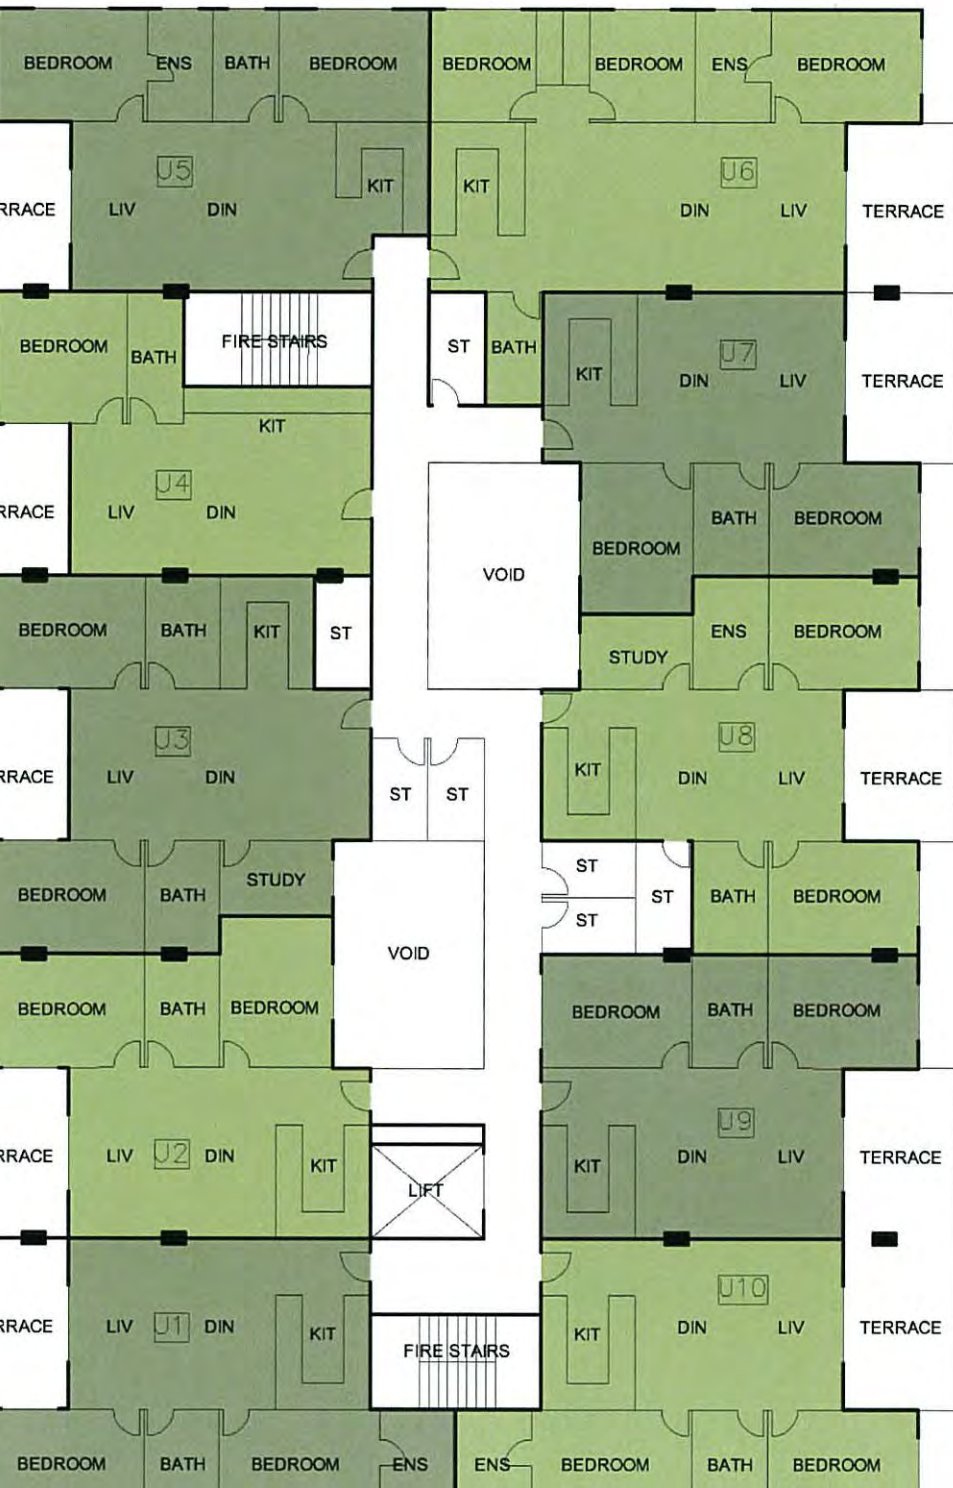 BEDROOM ENS BATH BEDROOM BEDROOM BEDROOM ENS BEDROOM
U5 U6
KIT KIT
RRACE LIV DIN DIN LIV TERRACE
BEDROOM BATH FIRE STAIRS ST BATH U7
KIT DIN LIV TERRACE
KIT
U4
RRACE LIV DIN
BATH BEDROOM
BEDROOM
VOID
BEDROOM BATH KIT ST ENS BEDROOM
STUDY
U3 U8
RRACE LIV DIN KIT DIN LIV TERRACE
ST ST
BEDROOM BATH STUDY ST ST BATH BEDROOM
ST
VOID
BEDROOM BATH BEDROOM BEDROOM BATH BEDROOM
U9
RRACE LIV U2 DIN KIT KIT DIN LIV TERRACE
LIFT
U10
RRACE LIV U1 DIN KIT KIT DIN LIV TERRACE
FIRE STAIRS
BEDROOM BATH BEDROOM ENS ENS BEDROOM BATH BEDROOM